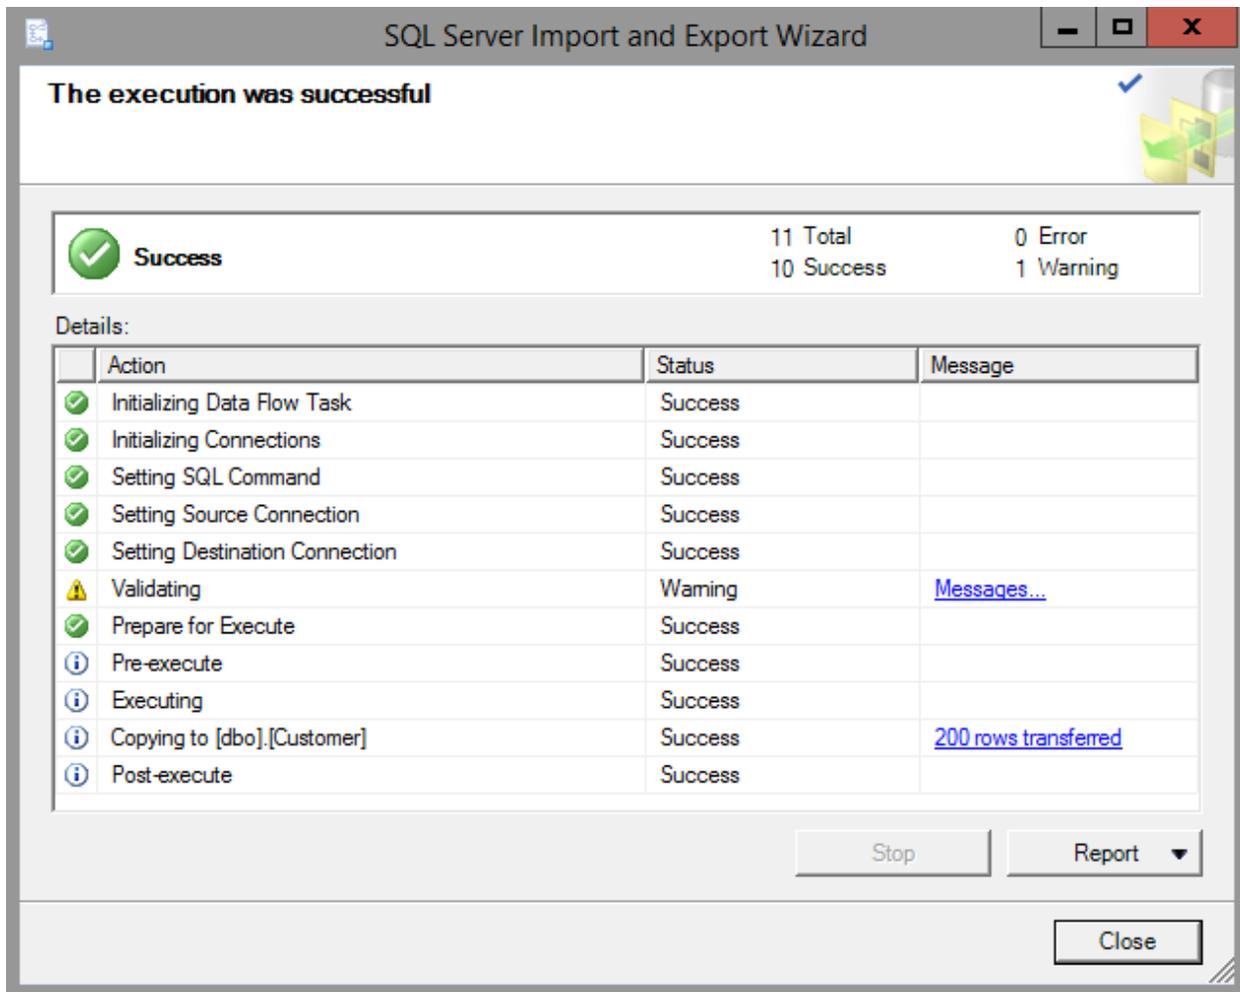 SQL Server Import and Export Wizard
The execution was successful
Success
11 Total 0 Error
10 Success 1 Warning
Details:
Action Status Message
Initializing Data Flow Task Success
Initializing Connections Success
Setting SQL Command Success
Setting Source Connection Success
Setting Destination Connection Success
Validating Warning Messages...
Prepare for Execute Success
Pre-execute Success
Executing Success
Copying to [dbo].[Customer] Success 200 rows transferred
Post-execute Success
Stop Report
Close